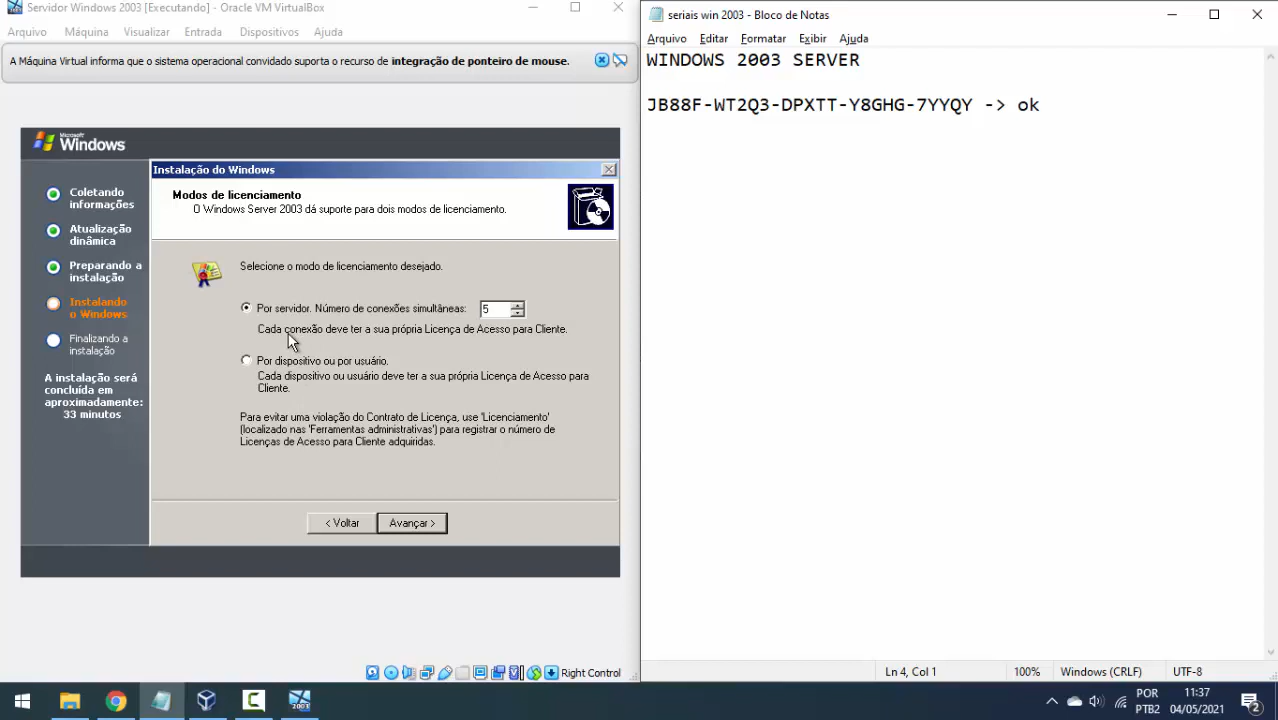 Servidor Windows 2003 [Executando] - Oracle VM VirtualBox
Arquivo Máquina Visualizar Entrada Dispositivos Ajuda
A Máquina Virtual informa que o sistema operacional convidado suporta o recurso de integração de ponteiro de mouse.
Microsoft
Windows
Coletando
informações
Atualização
dinâmica
Preparando a
instalação
Instalando
o Windows
Finalizando a
instalação
A instalação será
concluída em
aproximadamente:
33 minutos
Instalação do Windows
Modos de licenciamento
O Windows Server 2003 dá suporte para dois modos de licenciamento.
Selecione o modo de licenciamento desejado.
Por servidor. Número de conexões simultâneas: 5
Cada conexão deve ter a sua própria Licença de Acesso para Cliente.
Por dispositivo ou por usuário.
Cada dispositivo ou usuário deve ter a sua própria Licença de Acesso para
Cliente.
Para evitar uma violação do Contrato de Licença, use 'Licenciamento'
(localizado nas 'Ferramentas administrativas') para registrar o número de
Licenças de Acesso para Cliente adquiridas.
< Voltar Avançar >
Right Control
seriais win 2003 - Bloco de Notas
Arquivo Editar Formatar Exibir Ajuda
WINDOWS 2003 SERVER
JB88F-WT2Q3-DPXTT-Y8GHG-7YYQY -> ok
Ln 4, Col 1 100% Windows (CRLF) UTF-8
2003
POR
PTB2
11:37
04/05/2021
2